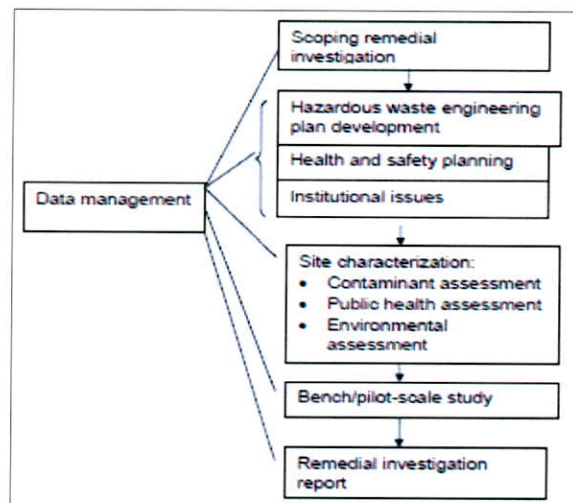 Scoping remedial
investigation
Hazardous waste engineering
plan development
Health and safety planning
Institutional issues
Data management
Site characterization:
• Contaminant assessment
• Public health assessment
• Environmental
assessment
Bench/pilot-scale study
Remedial investigation
report